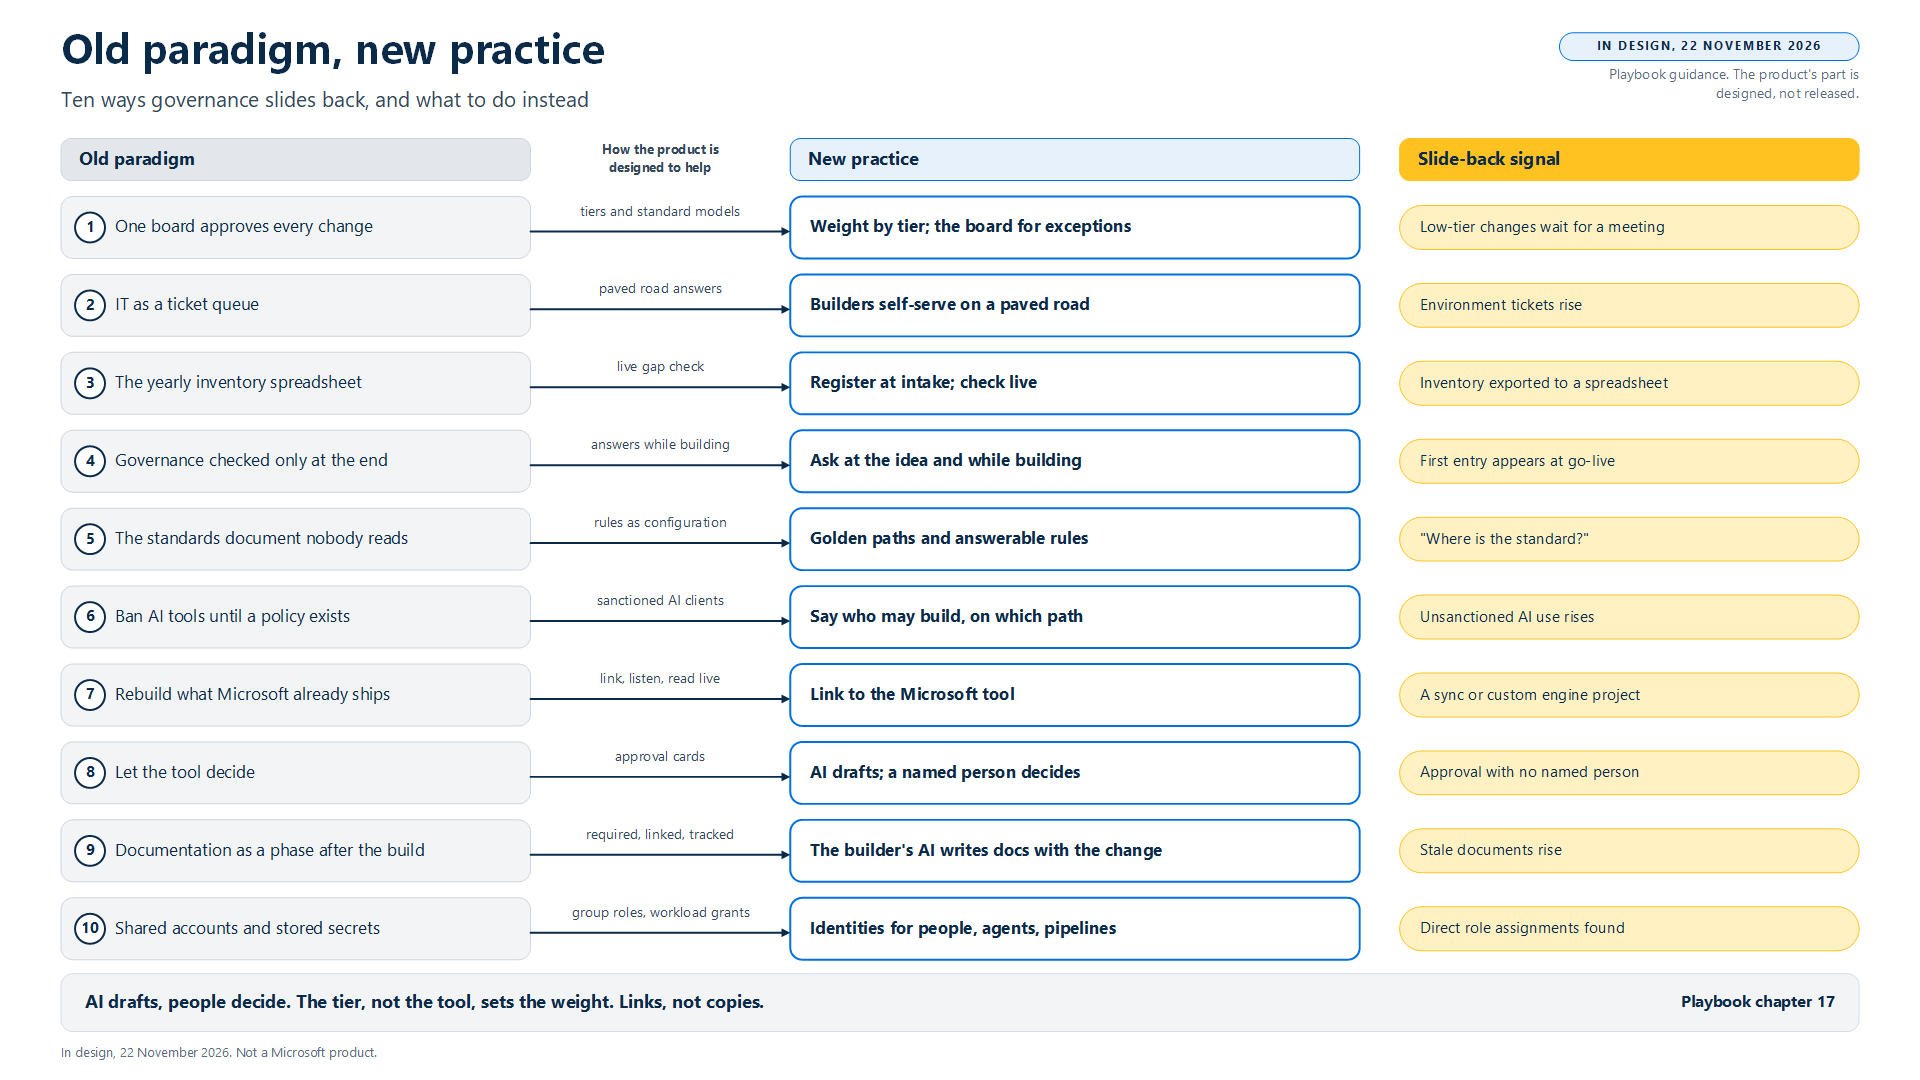 Old paradigm, new practice
Ten ways governance slides back, and what to do instead
IN DESIGN, 22 NOVEMBER 2026
Playbook guidance. The product's part is
designed, not released.
Old paradigm
How the product is
designed to help
New practice
Slide-back signal
1 One board approves every change
tiers and standard models
Weight by tier; the board for exceptions
Low-tier changes wait for a meeting
2 IT as a ticket queue
paved road answers
Builders self-serve on a paved road
Environment tickets rise
3 The yearly inventory spreadsheet
live gap check
Register at intake; check live
Inventory exported to a spreadsheet
4 Governance checked only at the end
answers while building
Ask at the idea and while building
First entry appears at go-live
5 The standards document nobody reads
rules as configuration
Golden paths and answerable rules
"Where is the standard?"
6 Ban AI tools until a policy exists
sanctioned AI clients
Say who may build, on which path
Unsanctioned AI use rises
7 Rebuild what Microsoft already ships
link, listen, read live
Link to the Microsoft tool
A sync or custom engine project
8 Let the tool decide
approval cards
AI drafts; a named person decides
Approval with no named person
9 Documentation as a phase after the build
required, linked, tracked
The builder's AI writes docs with the change
Stale documents rise
10 Shared accounts and stored secrets
group roles, workload grants
Identities for people, agents, pipelines
Direct role assignments found
AI drafts, people decide. The tier, not the tool, sets the weight. Links, not copies.
Playbook chapter 17
In design, 22 November 2026. Not a Microsoft product.